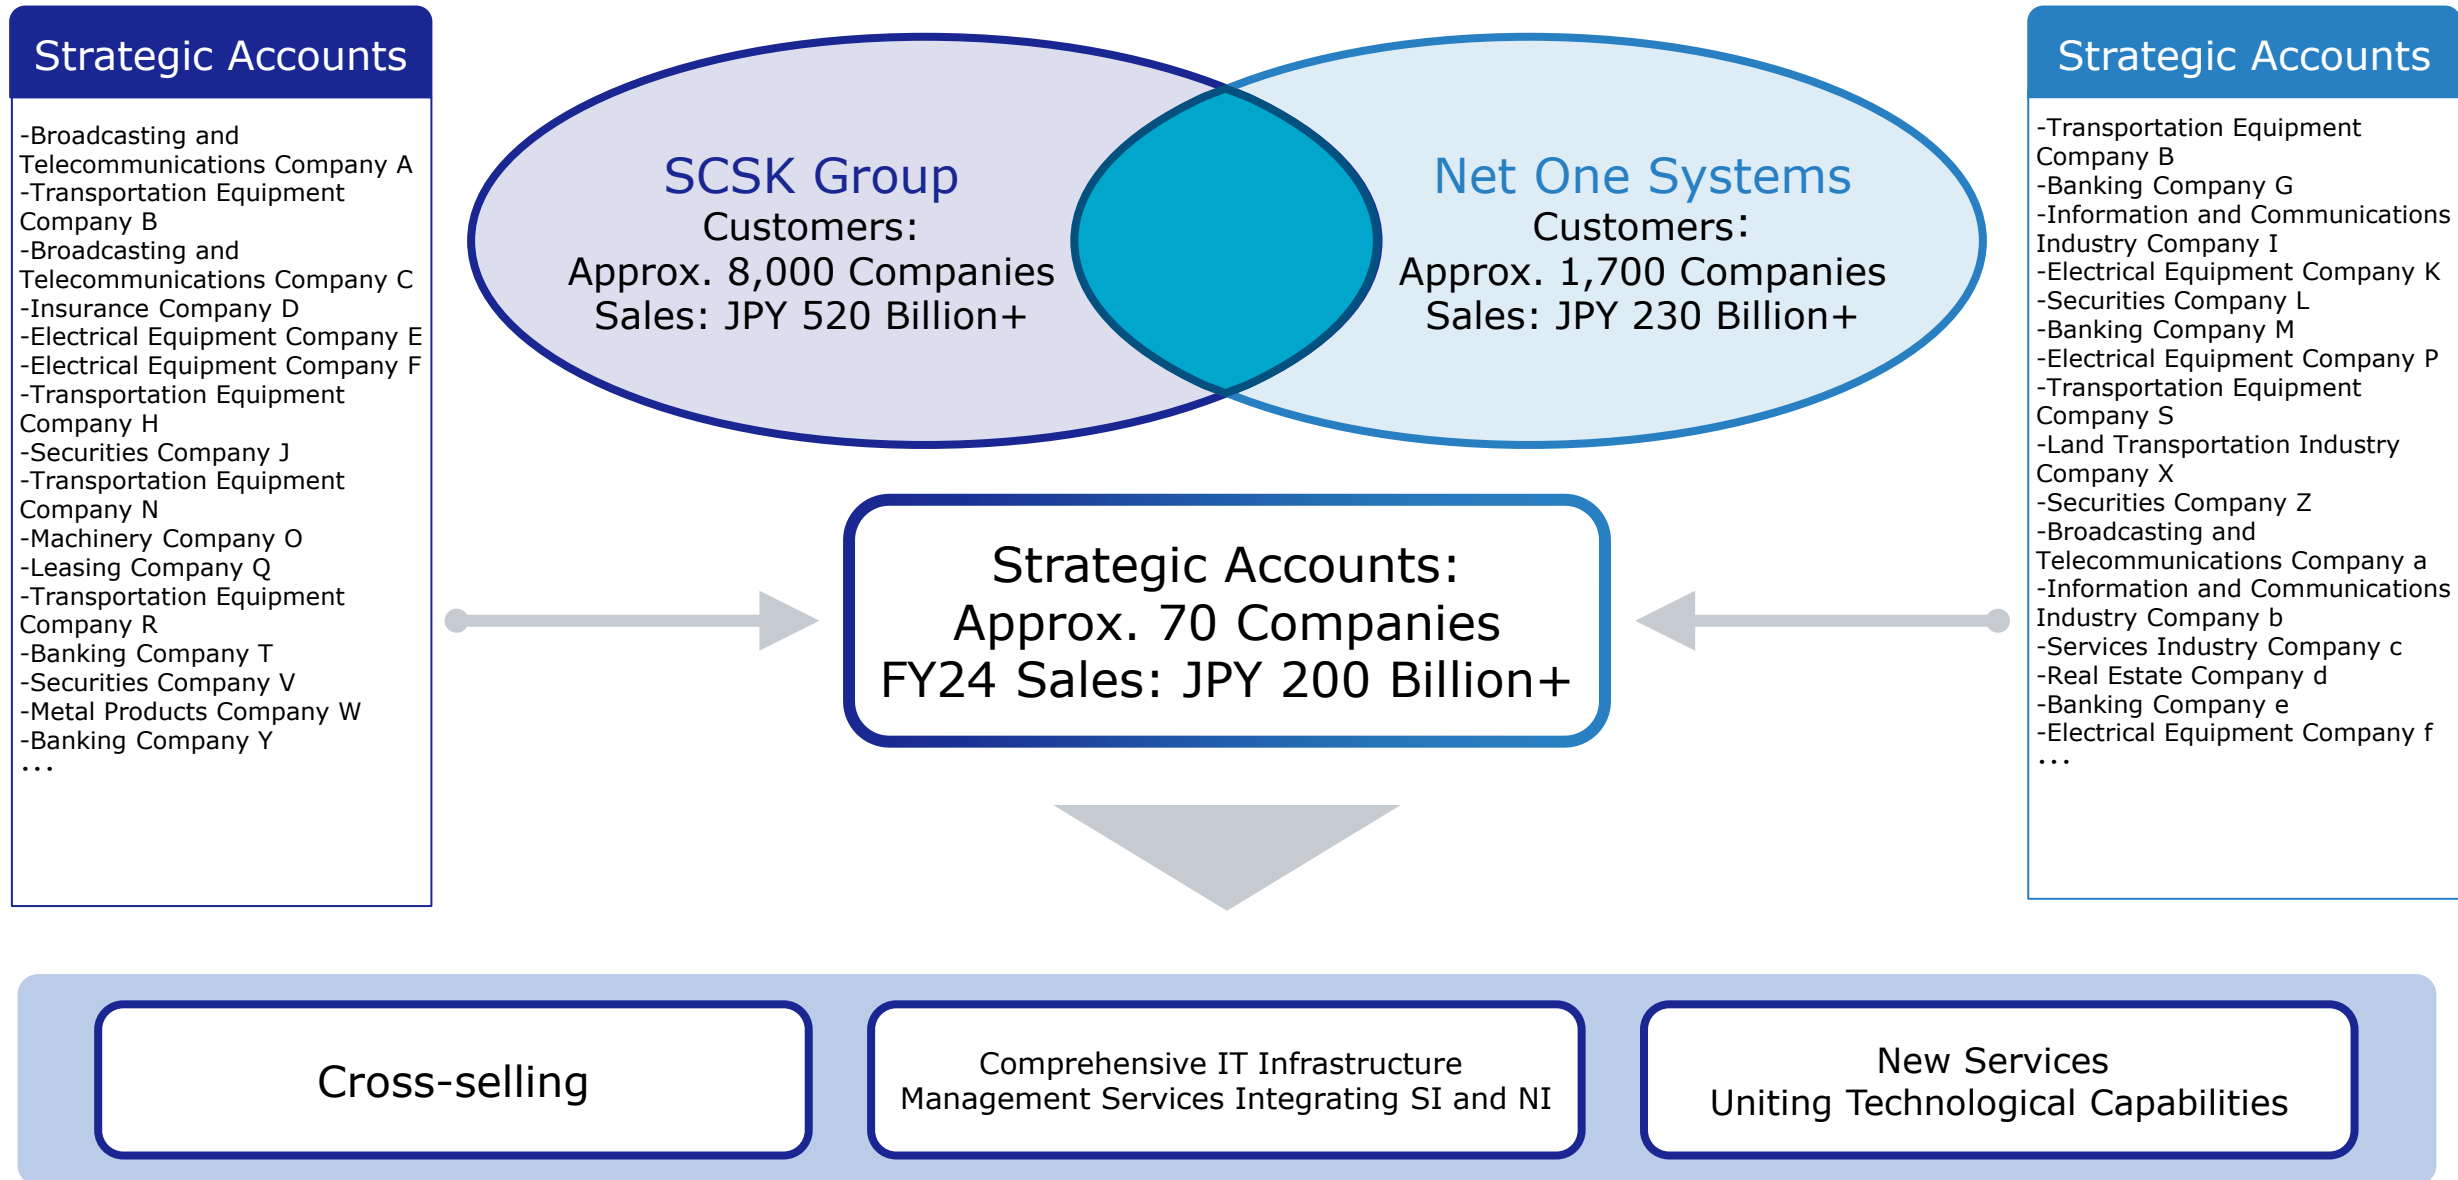 Strategic Accounts
-Broadcasting and
Telecommunications Company A
-Transportation Equipment
Company B
-Broadcasting and
Telecommunications Company C
-Insurance Company D
-Electrical Equipment Company E
-Electrical Equipment Company F
-Transportation Equipment
Company H
-Securities Company J
-Transportation Equipment
Company N
-Machinery Company O
-Leasing Company Q
-Transportation Equipment
Company R
-Banking Company T
-Securities Company V
-Metal Products Company W
-Banking Company Y
…
SCSK Group
Customers:
Approx. 8,000 Companies
Sales: JPY 520 Billion+
Net One Systems
Customers：
Approx. 1,700 Companies
Sales: JPY 230 Billion+
Strategic Accounts:
Approx. 70 Companies
FY24 Sales: JPY 200 Billion+
Strategic Accounts
-Transportation Equipment
Company B
-Banking Company G
-Information and Communications
Industry Company I
-Electrical Equipment Company K
-Securities Company L
-Banking Company M
-Electrical Equipment Company P
-Transportation Equipment
Company S
-Land Transportation Industry
Company X
-Securities Company Z
-Broadcasting and
Telecommunications Company a
-Information and Communications
Industry Company b
-Services Industry Company c
-Real Estate Company d
-Banking Company e
-Electrical Equipment Company f
…
Cross-selling
Comprehensive IT Infrastructure
Management Services Integrating SI and NI
New Services
Uniting Technological Capabilities